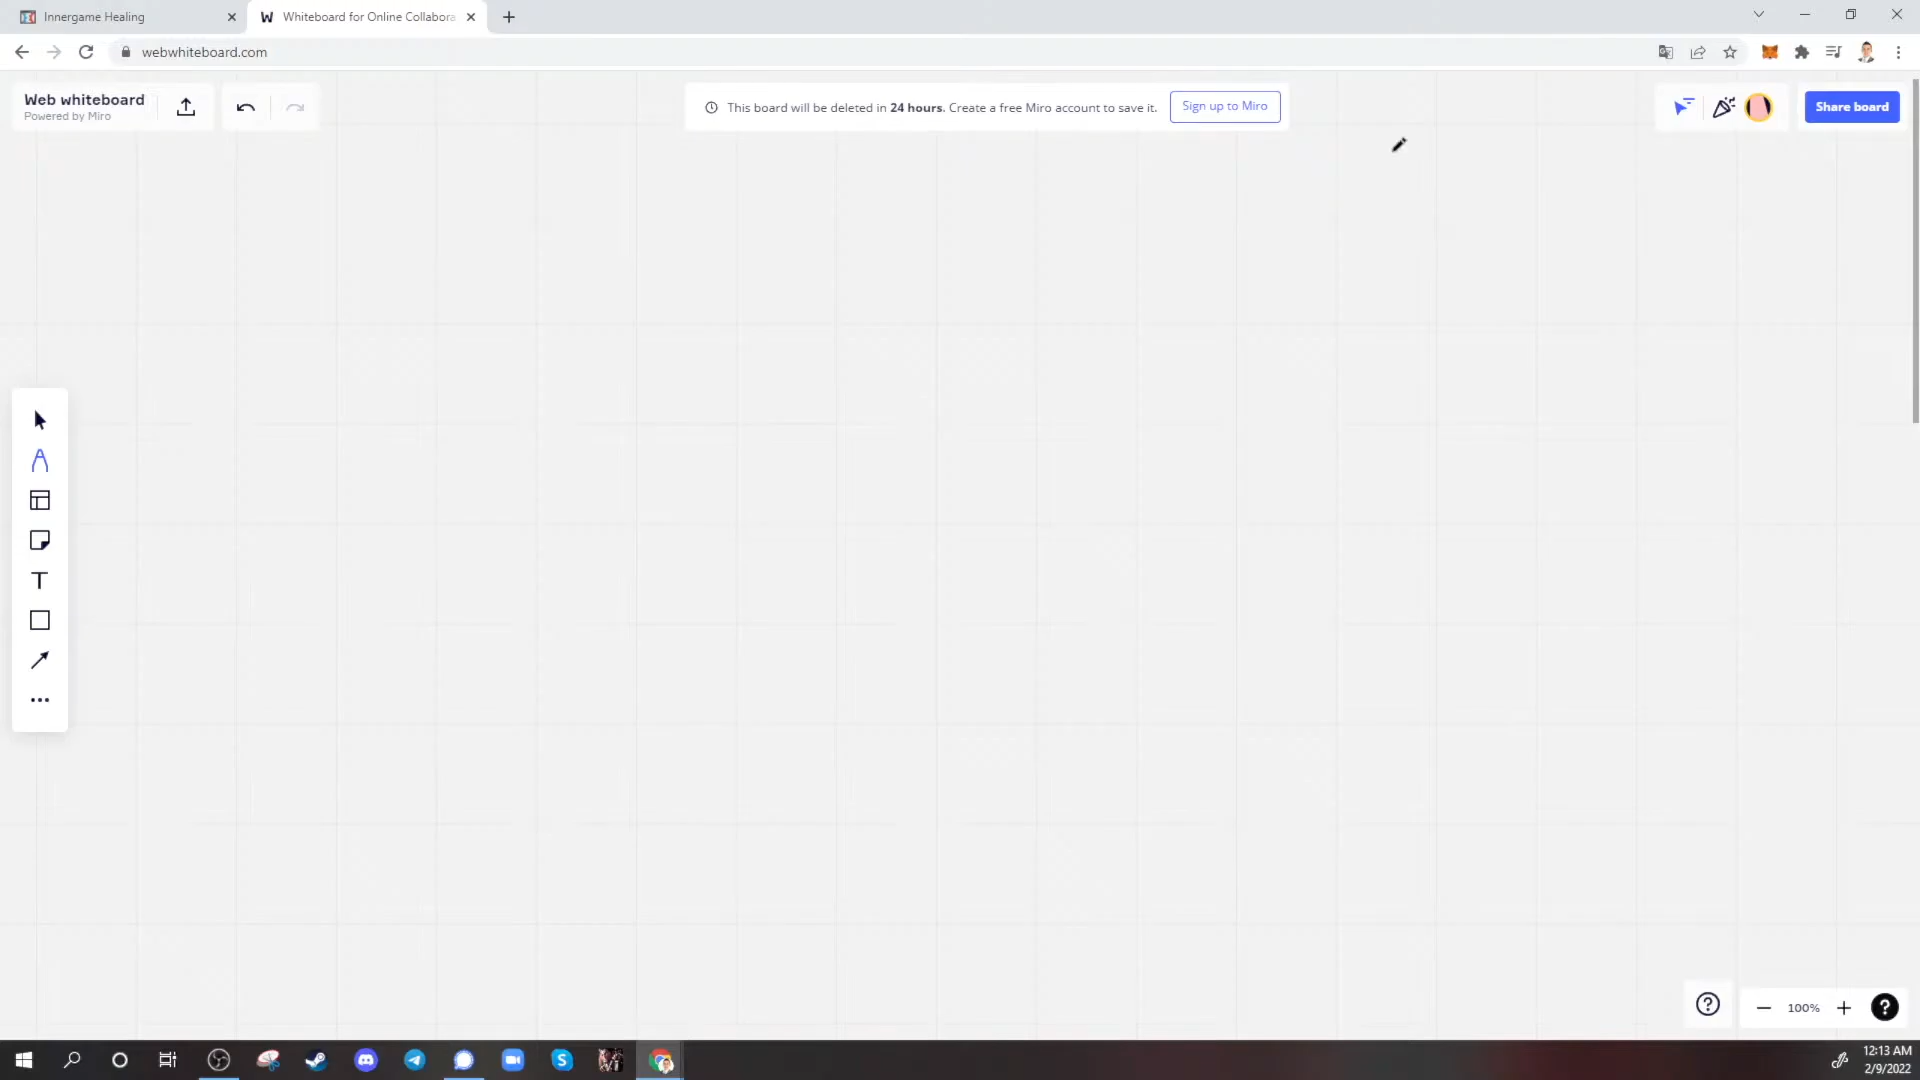 Innergame Healing
Whiteboard for Online Collabora
webwhiteboard.com
Web whiteboard
Powered by Miro
This board will be deleted in 24 hours. Create a free Miro account to save it.
Sign up to Miro
Share board
T
100%
12:13 AM
2/9/2022